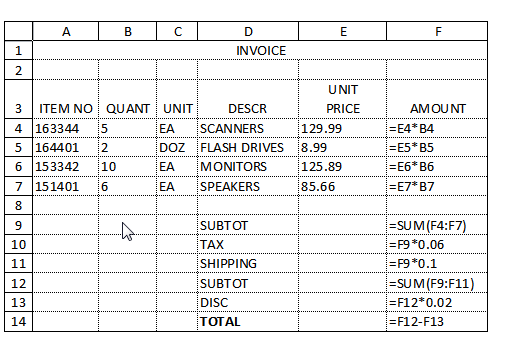 A B C D E F
1 INVOICE
2
UNIT
3 ITEM NO QUANT UNIT DESCR PRICE AMOUNT
4 163344 5 EA SCANNERS 129.99 =E4*B4
5 164401 2 DOZ FLASH DRIVES 8.99 =E5*B5
6 153342 10 EA MONITORS 125.89 =E6*B6
7 151401 6 EA SPEAKERS 85.66 =E7*B7
8
9 SUBTOT =SUM(F4:F7)
10 TAX =F9*0.06
11 SHIPPING =F9*0.1
12 SUBTOT =SUM(F9:F11)
13 DISC =F12*0.02
14 TOTAL =F12-F13